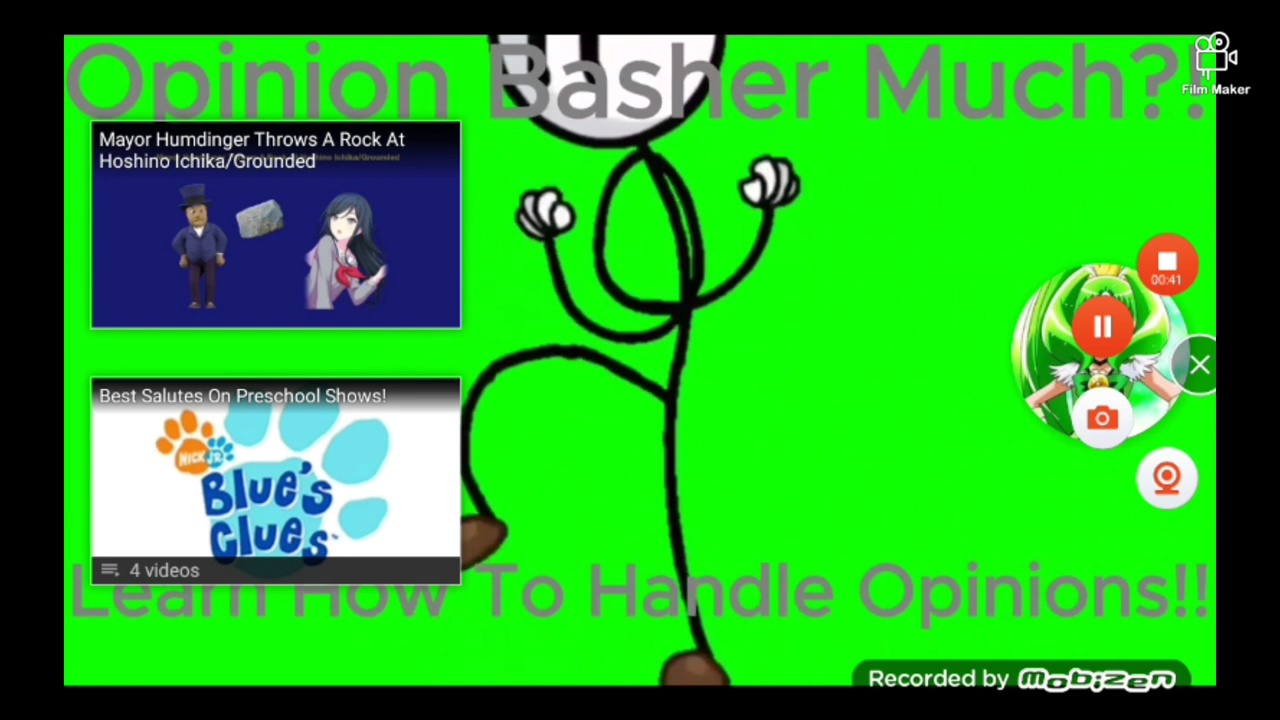 Opinion Basher Much?!
Film Maker
Mayor Humdinger Throws A Rock At
Hoshino Ichika/Grounded
00:41
Best Salutes On Preschool Shows!
NICK JR.
BLUE'S
CLUES
4 videos
Learn How To Handle Opinions!!
Recorded by mobizen